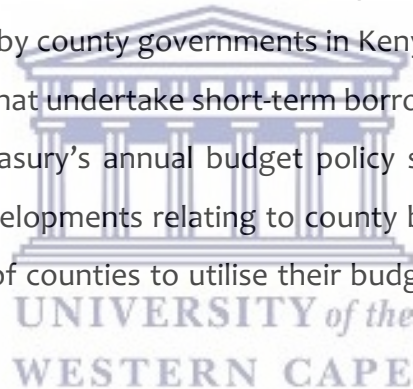 by county governments in Keny
hat undertake short-term borro
asury’s annual budget policy s
elopments relating to county b
of counties to utilise their budg
UNIVERSITY of the
WESTERN CAPE